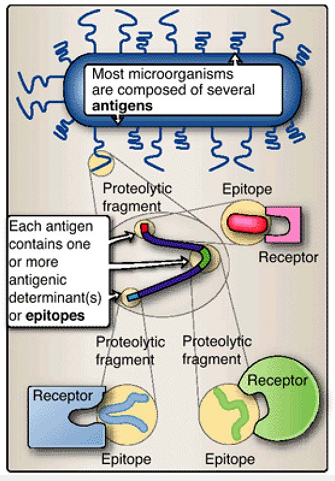 Most microorganisms
are composed of several
antigens
Proteolytic
fragment
Epitope
Receptor
Each antigen
contains one
or more
antigenic
determinant(s)
or epitopes
Proteolytic
fragment
Proteolytic
fragment
Receptor
Receptor
Epitope
Epitope